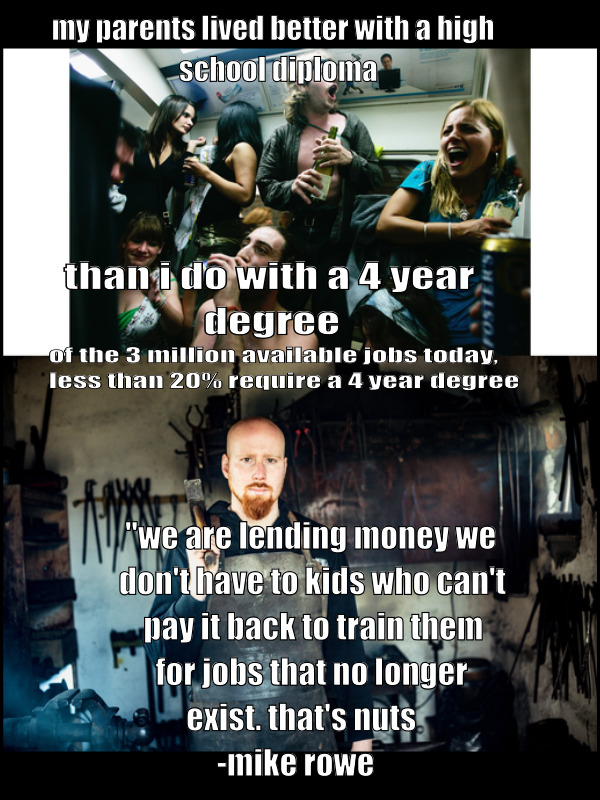 my parents lived better with a high
school diploma
than i do with a 4 year
degree
of the 3 million available jobs today,
less than 20% require a 4 year degree
"we are lending money we
don't have to kids who can't
pay it back to train them
for jobs that no longer
exist. that's nuts
-mike rowe